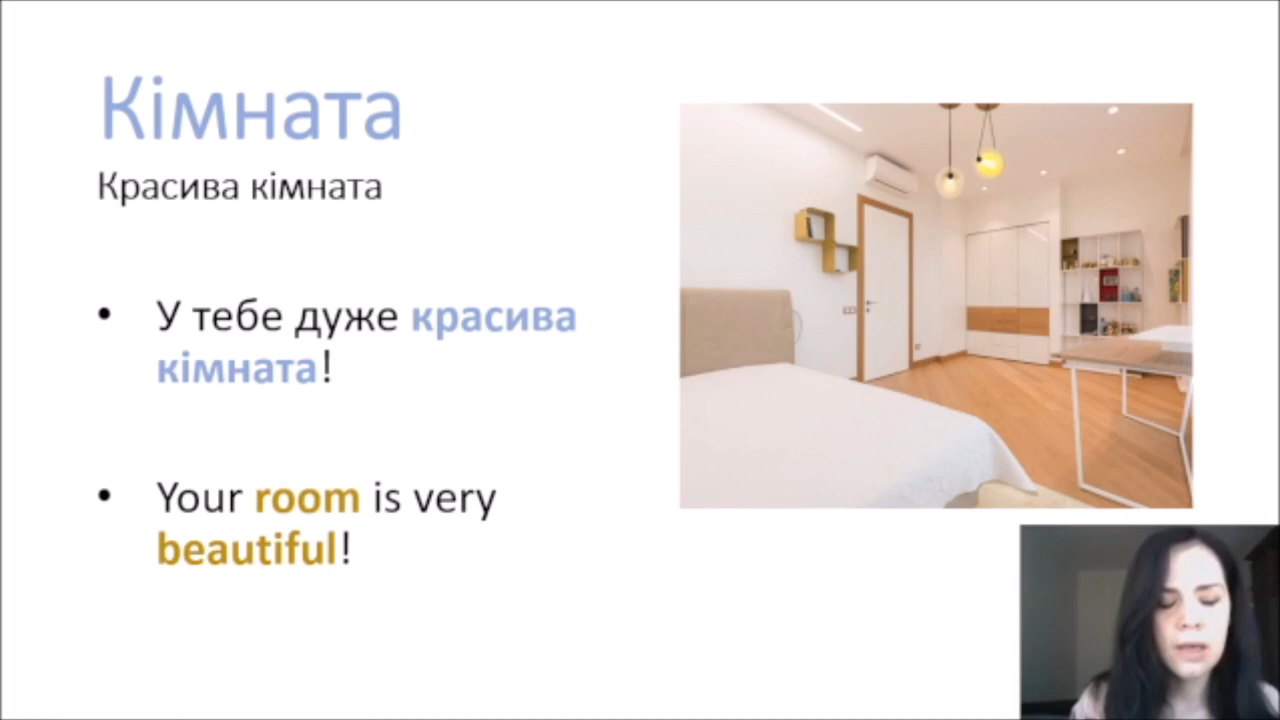 Кімната
Красива кімната
• У тебе дуже красива
кімната!
• Your room is very
beautiful!